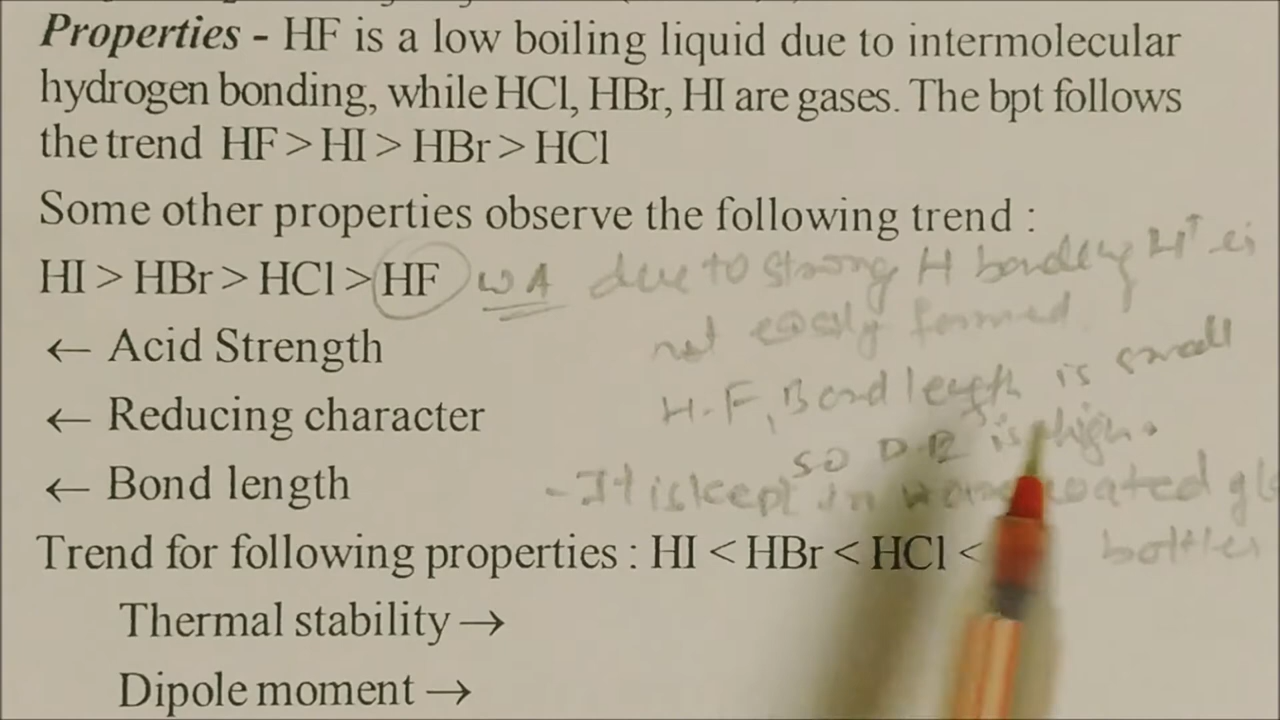 Properties - HF is a low boiling liquid due to intermolecular
hydrogen bonding, while HCl, HBr, HI are gases. The bpt follows
the trend HF > HI > HBr > HCl
Some other properties observe the following trend :
HI > HBr > HCl > HF WA due to strong H bonding H⁺ is
not easily formed
← Acid Strength
H-F, Bond length is small
← Reducing character
so D.E is high.
← Bond length
- It is kept in wax coated
bottles
Trend for following properties : HI < HBr < HCl <
Thermal stability →
Dipole moment →